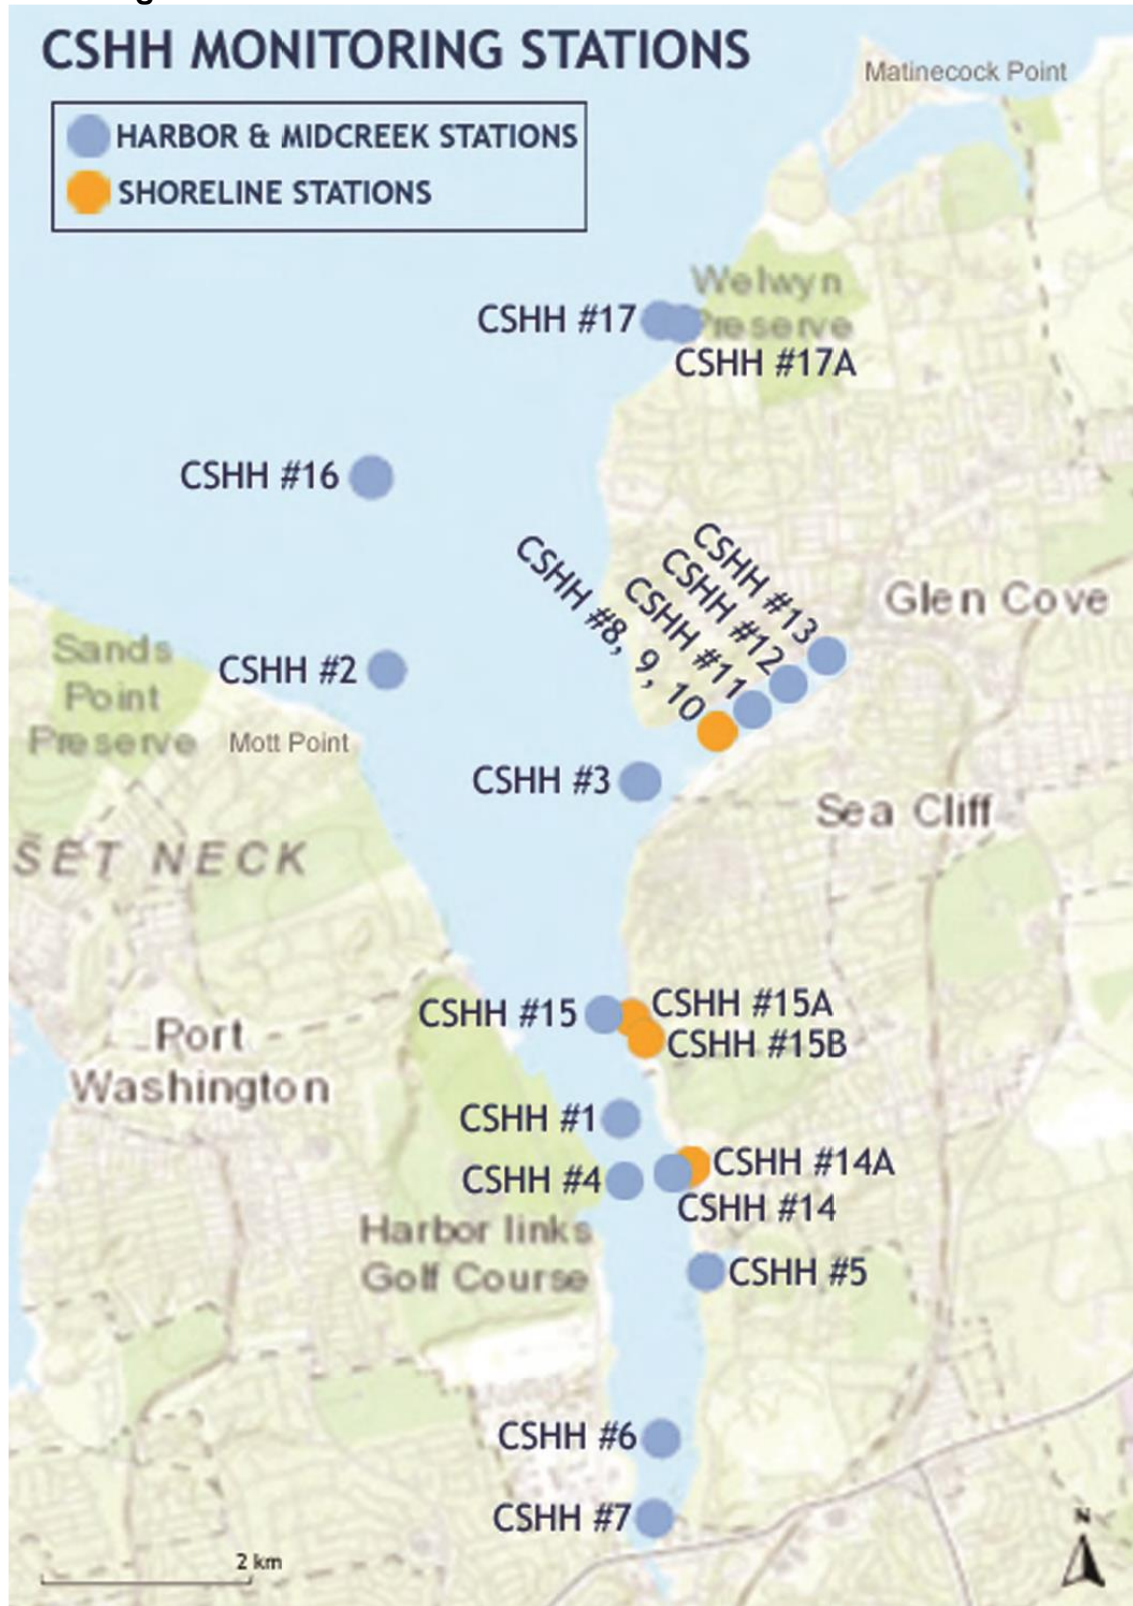 CSHH MONITORING STATIONS
HARBOR & MIDCREEK STATIONS
SHORELINE STATIONS
Matinecock Point
Welwyn
Preserve
CSHH #17
CSHH #17A
CSHH #16
CSHH #13
CSHH #12
CSHH #11
CSHH #8, 9, 10
Glen Cove
Sands
Point
Preserve
CSHH #2
Mott Point
CSHH #3
Sea Cliff
SET NECK
CSHH #15
CSHH #15A
CSHH #15B
Port
Washington
CSHH #1
CSHH #4
CSHH #14A
CSHH #14
Harbor links
Golf Course
CSHH #5
CSHH #6
CSHH #7
2 km
N